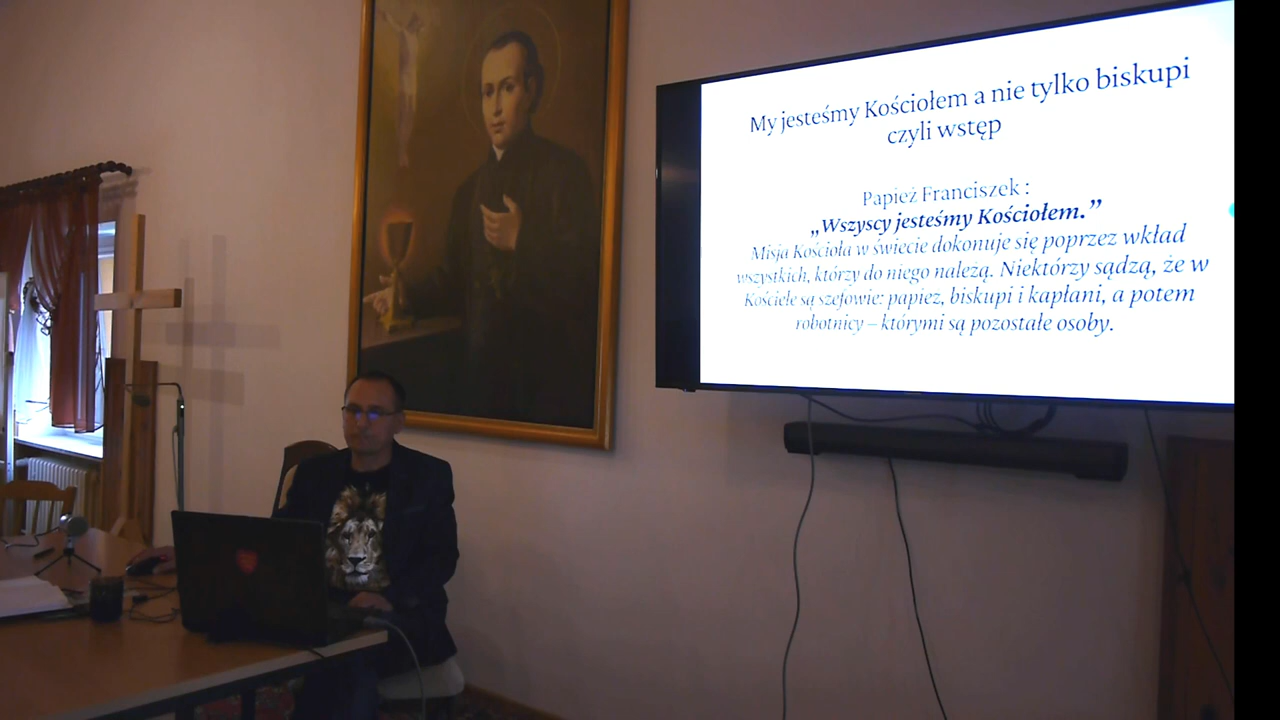 My jesteśmy Kościołem a nie tylko biskupi
czyli wstęp
Papież Franciszek :
„Wszyscy jesteśmy Kościołem.”
Misja Kościoła w świecie dokonuje się poprzez wkład
wszystkich, którzy do niego należą. Niektórzy sądzą, że w
Kościele są szefowie: papież, biskupi i kapłani, a potem
robotnicy – którymi są pozostałe osoby.